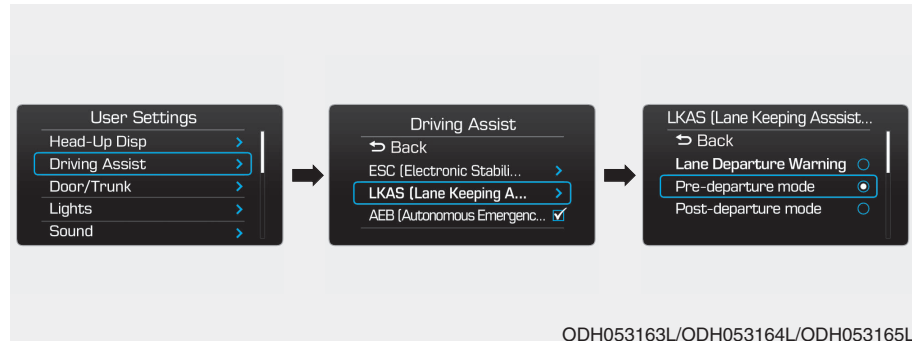 User Settings
Head-Up Disp
Driving Assist
Door/Trunk
Lights
Sound
Driving Assist
Back
ESC (Electronic Stabili...
LKAS (Lane Keeping A...
AEB (Autonomous Emergenc...
LKAS (Lane Keeping Asssist...
Back
Lane Departure Warning
Pre-departure mode
Post-departure mode
ODH053163L/ODH053164L/ODH053165L